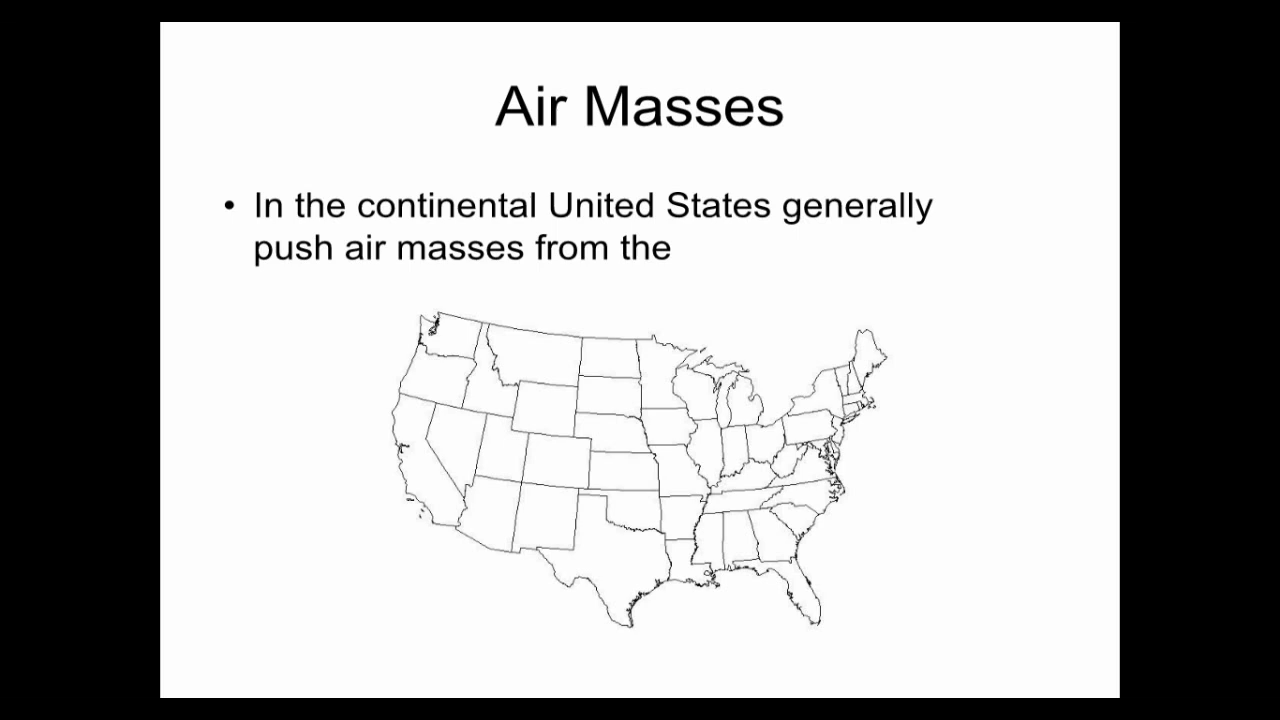 Air Masses
• In the continental United States generally
push air masses from the